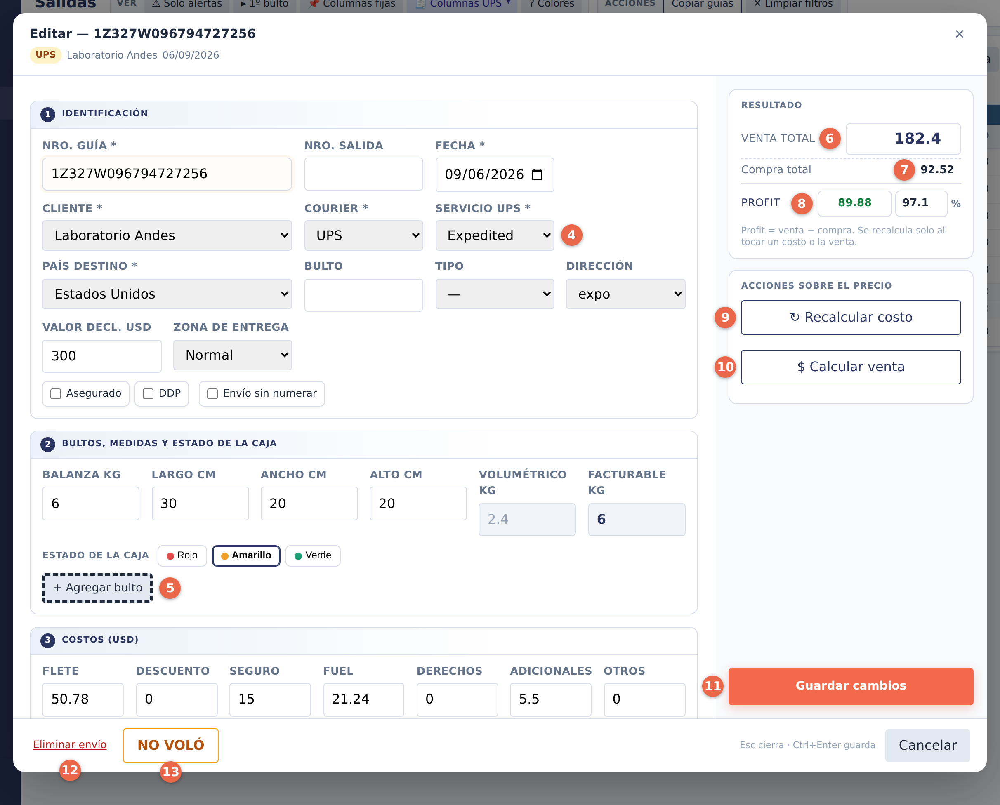 Salidas VER ⚠ Solo alertas ▸ 1º bulto 📌 Columnas fijas 🧾 Columnas UPS ▾ ? Colores ACCIONES Copiar guías ✕ Limpiar filtros
Editar — 1Z327W096794727256 ✕
UPS Laboratorio Andes 06/09/2026
1 IDENTIFICACIÓN
NRO. GUÍA * NRO. SALIDA FECHA *
1Z327W096794727256 09/06/2026
CLIENTE * COURIER * SERVICIO UPS *
Laboratorio Andes UPS Expedited 4
PAÍS DESTINO * BULTO TIPO DIRECCIÓN
Estados Unidos — expo
VALOR DECL. USD ZONA DE ENTREGA
300 Normal
Asegurado DDP Envío sin numerar
2 BULTOS, MEDIDAS Y ESTADO DE LA CAJA
BALANZA KG LARGO CM ANCHO CM ALTO CM VOLUMÉTRICO KG FACTURABLE KG
6 30 20 20 2.4 6
ESTADO DE LA CAJA Rojo Amarillo Verde
+ Agregar bulto 5
3 COSTOS (USD)
FLETE DESCUENTO SEGURO FUEL DERECHOS ADICIONALES OTROS
50.78 0 15 21.24 0 5.5 0
RESULTADO
VENTA TOTAL 6 182.4
Compra total 7 92.52
PROFIT 8 89.88 97.1 %
Profit = venta − compra. Se recalcula solo al
tocar un costo o la venta.
ACCIONES SOBRE EL PRECIO
9 ↻ Recalcular costo
10 $ Calcular venta
11 Guardar cambios
Eliminar envío NO VOLÓ Esc cierra · Ctrl+Enter guarda Cancelar
12 13